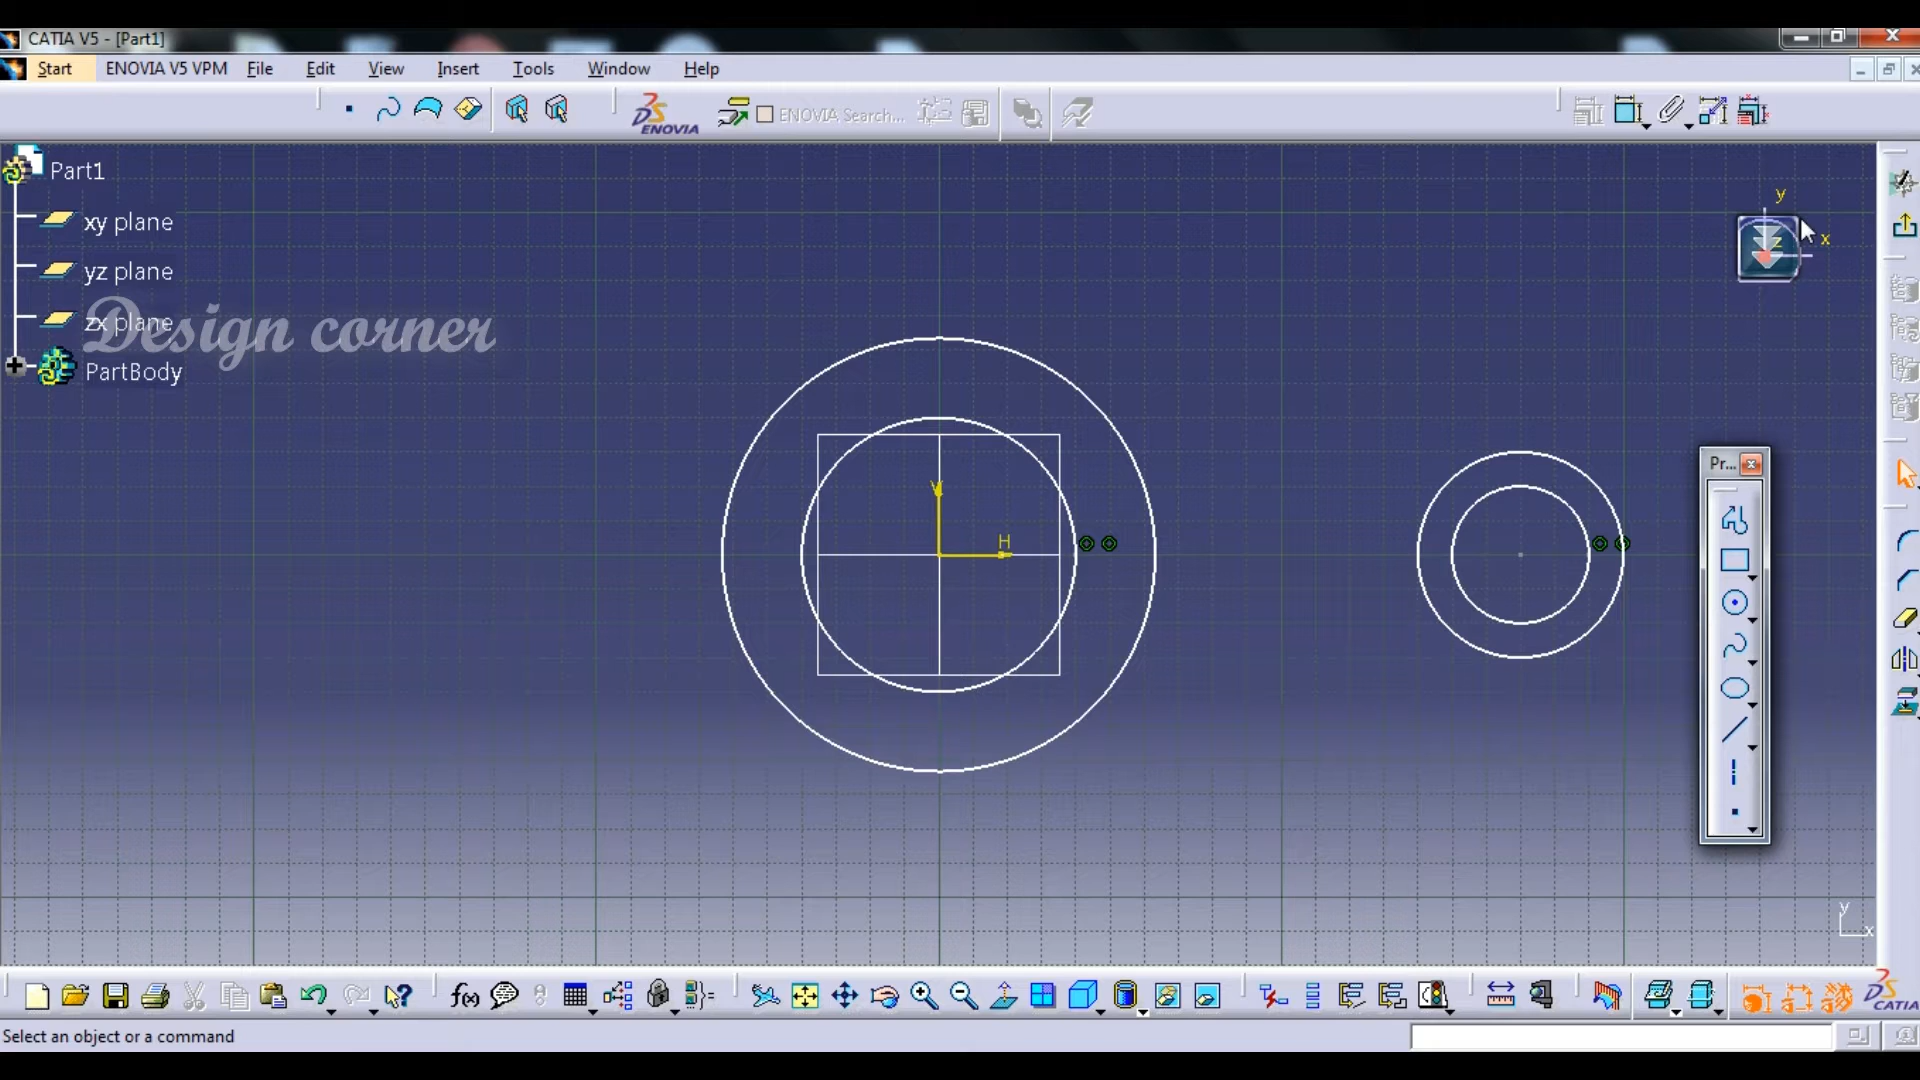 CATIA V5 - [Part1]
Start ENOVIA V5 VPM File Edit View Insert Tools Window Help
ENOVIA
ENOVIA Search...
Part1
xy plane
yz plane
zx plane
Design corner
PartBody
y
x
z
V
H
Pr...
y
x
f(x)
CATIA
Select an object or a command